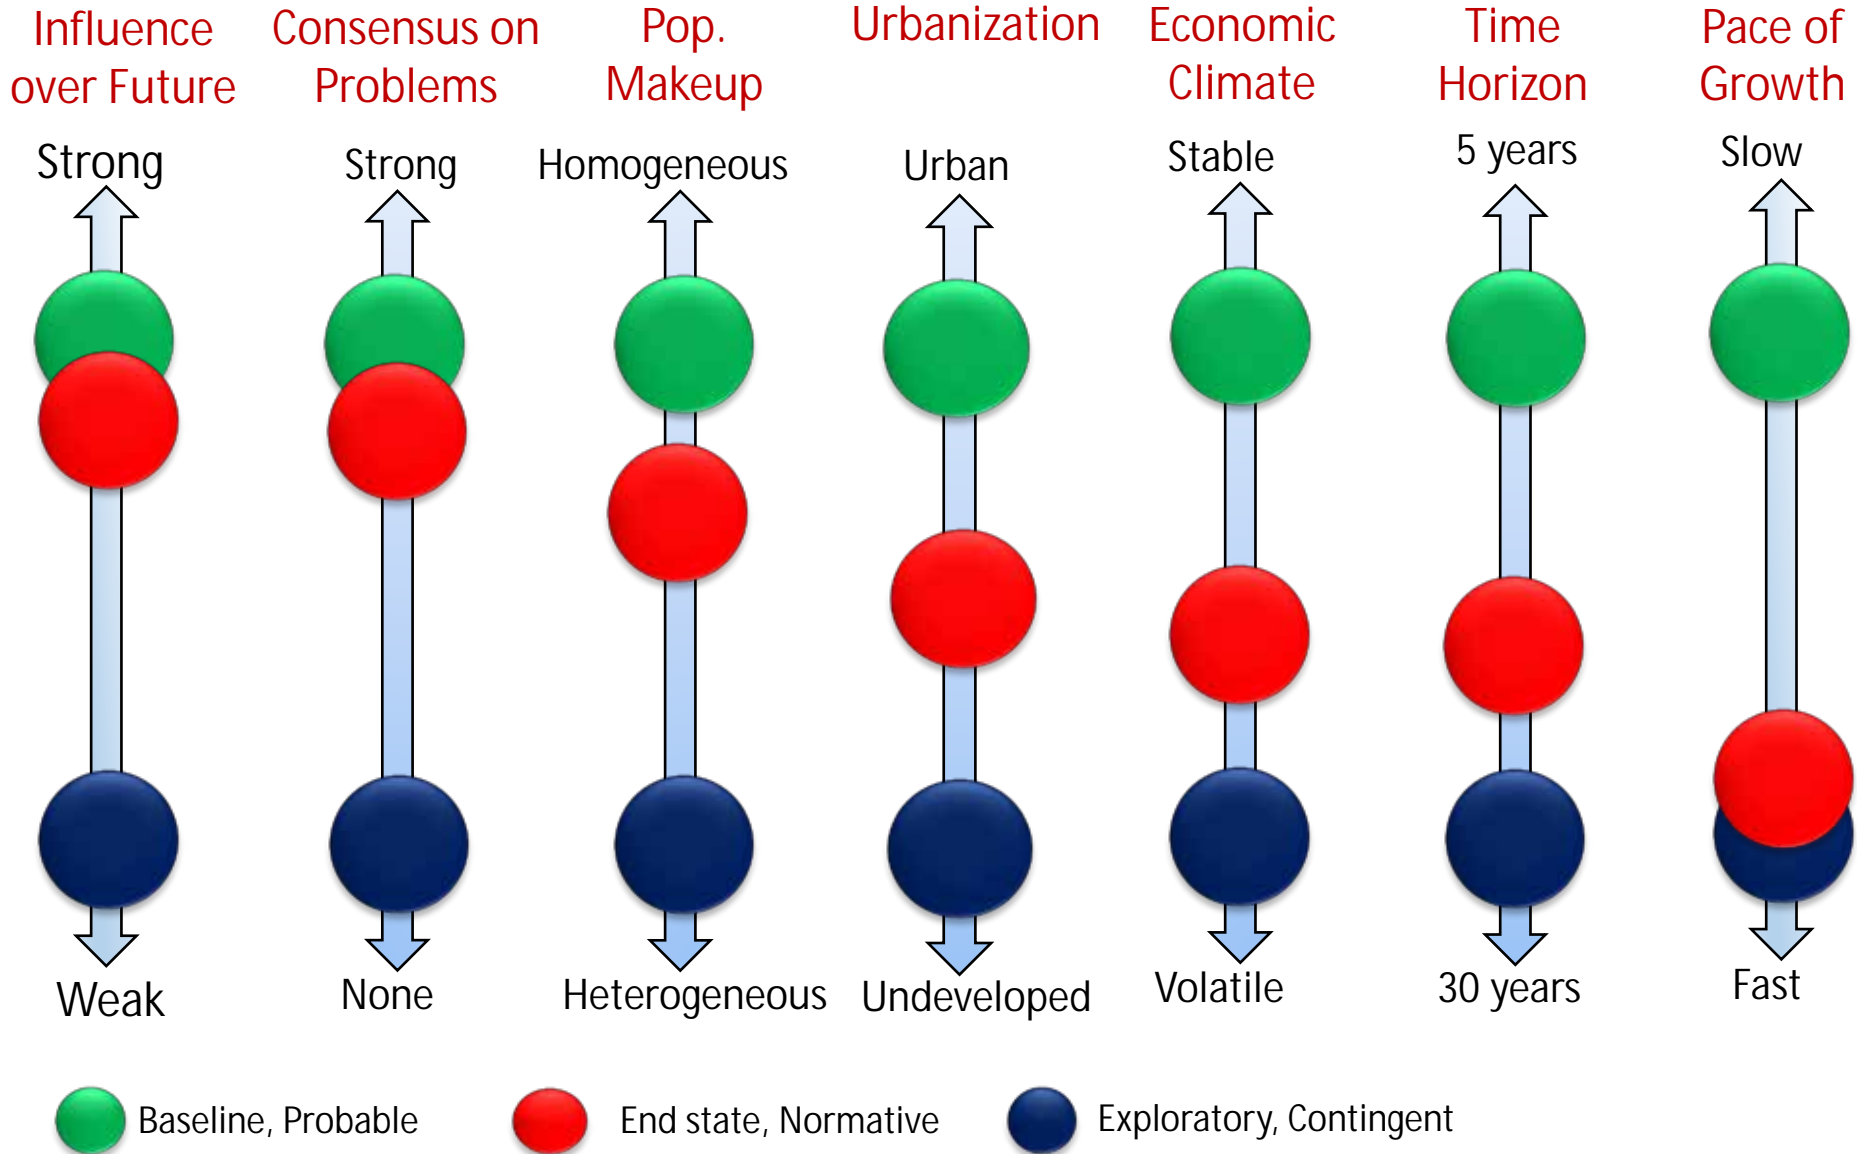 Influence
over Future
Consensus on
Problems
Pop.
Makeup
Urbanization
Economic
Climate
Time
Horizon
Pace of
Growth
Strong
Strong
Homogeneous
Urban
Stable
5 years
Slow
Weak
None
Heterogeneous
Undeveloped
Volatile
30 years
Fast
Baseline, Probable
End state, Normative
Exploratory, Contingent